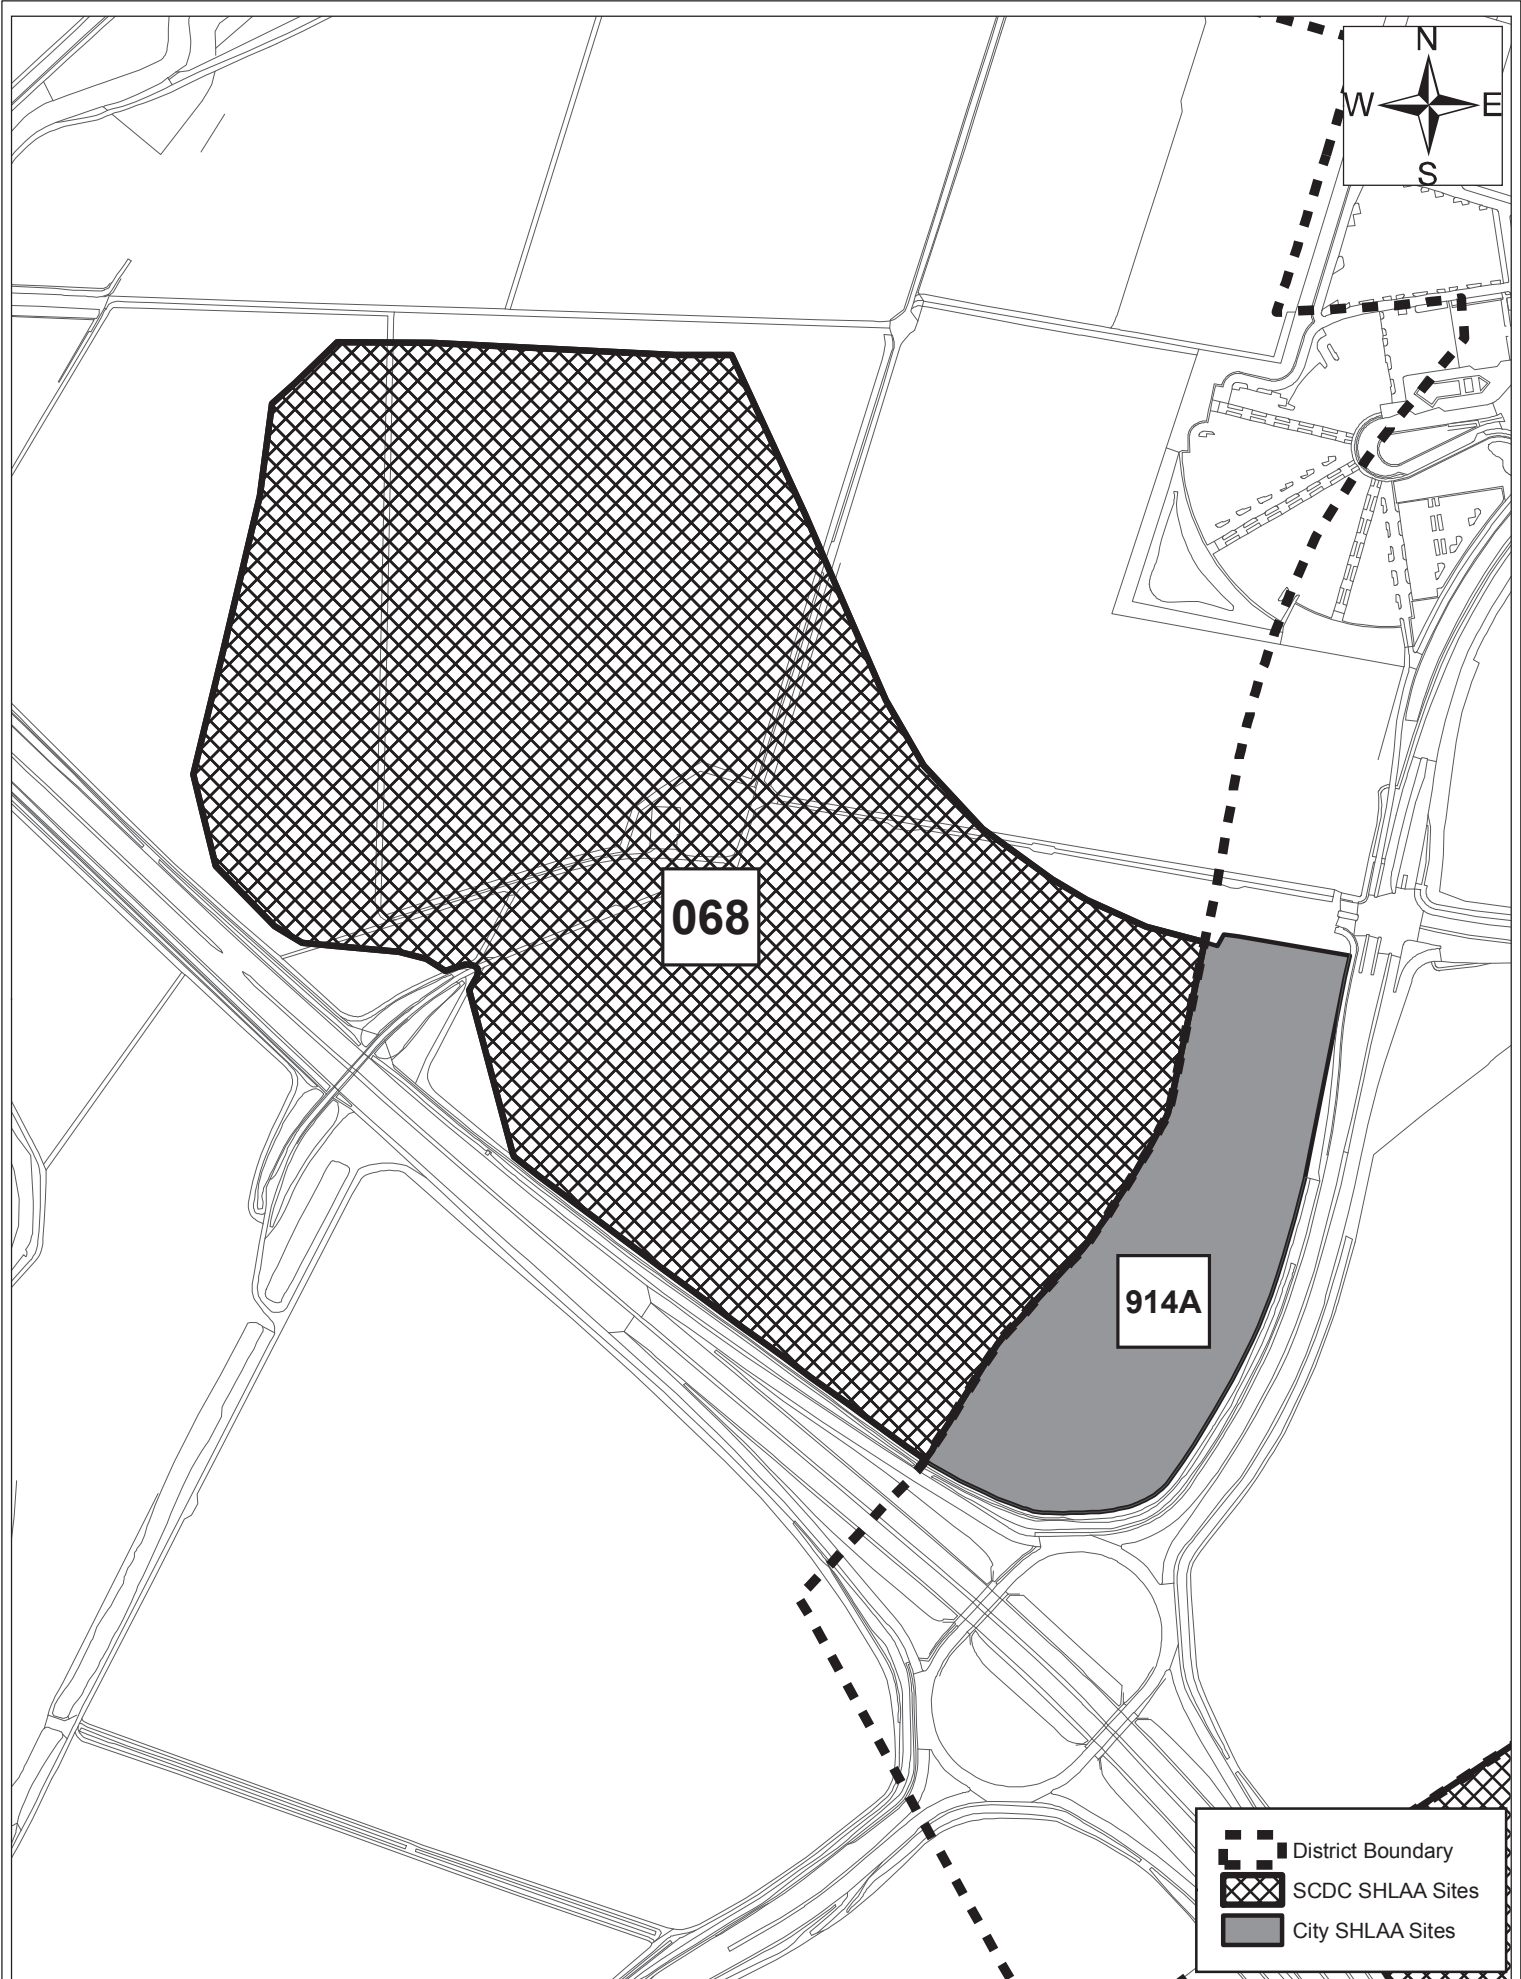 N
W E
S
068
914A
District Boundary
SCDC SHLAA Sites
City SHLAA Sites